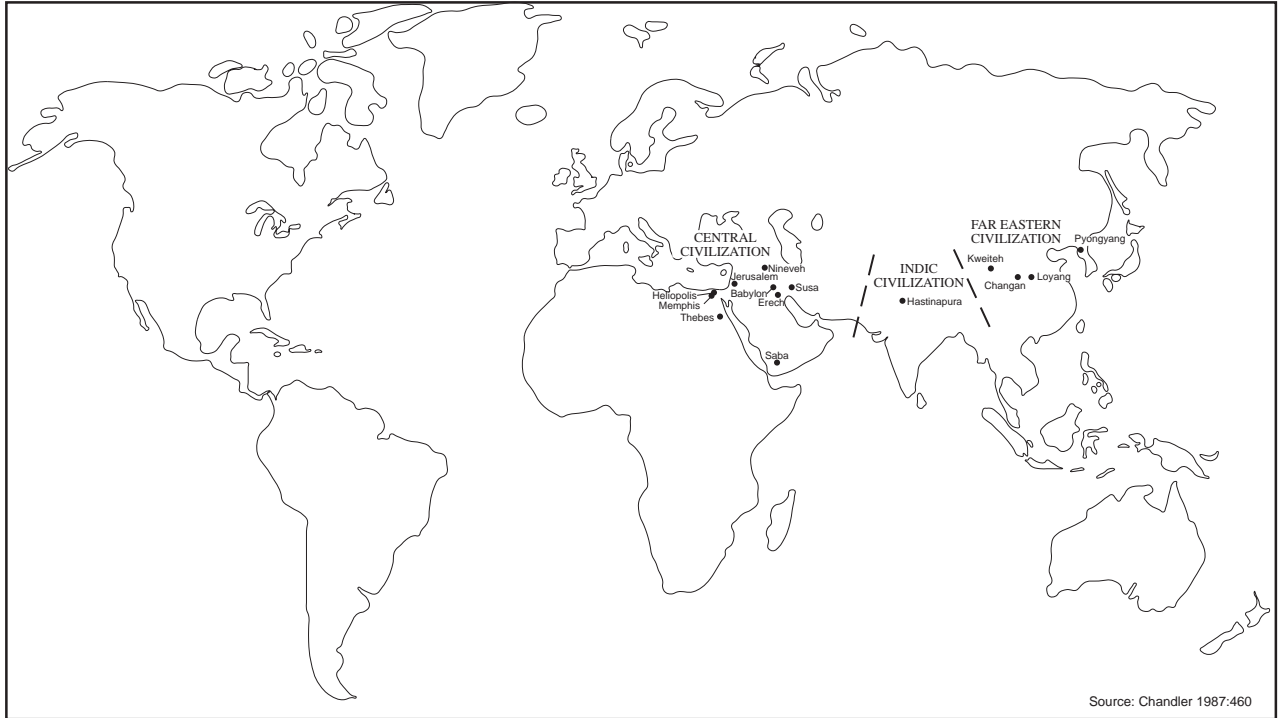 FAR EASTERN
CIVILIZATION
Pyongyang
CENTRAL
CIVILIZATION
Kweiteh
Nineveh
INDIC
CIVILIZATION
Jerusalem
Changan
Loyang
Babylon
Susa
Heliopolis
Erech
Hastinapura
Memphis
Thebes
Saba
Source: Chandler 1987:460